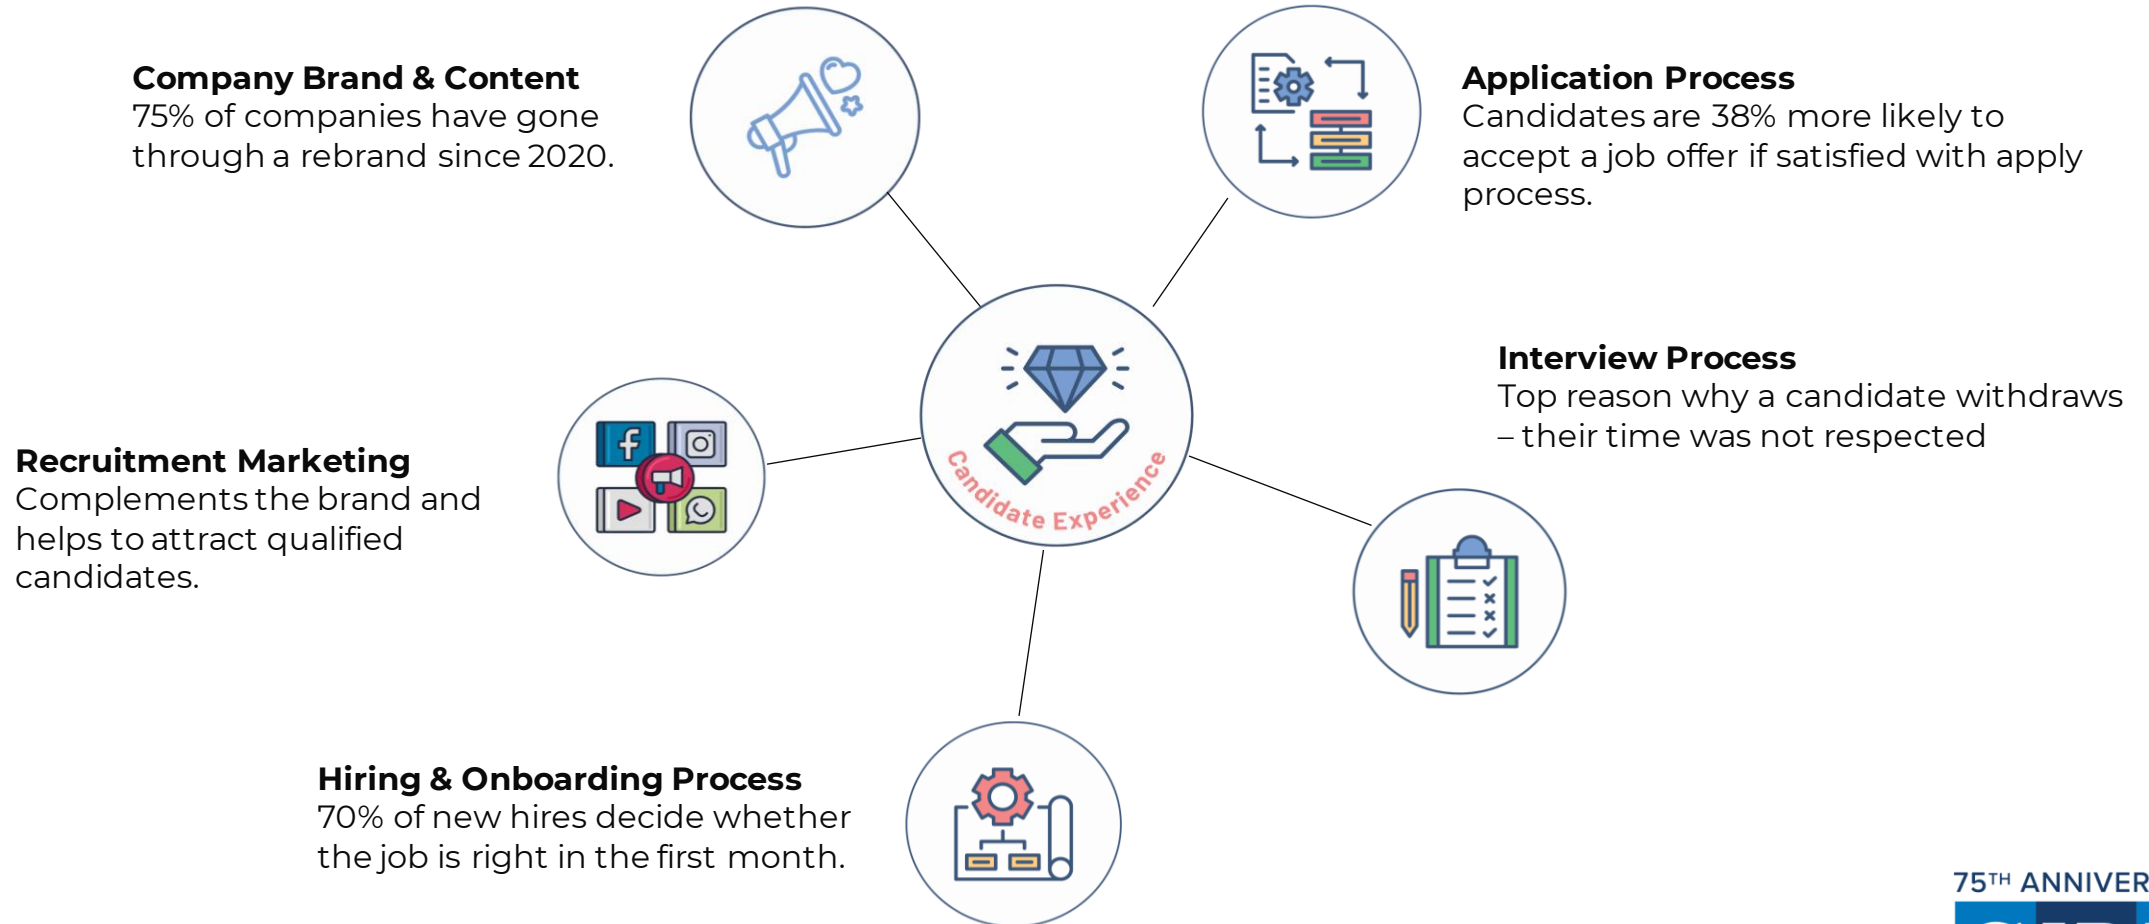 Company Brand & Content
75% of companies have gone
through a rebrand since 2020.
Application Process
Candidates are 38% more likely to
accept a job offer if satisfied with apply
process.
Interview Process
Top reason why a candidate withdraws
– their time was not respected
Recruitment Marketing
Complements the brand and
helps to attract qualified
candidates.
Candidate Experience
Hiring & Onboarding Process
70% of new hires decide whether
the job is right in the first month.
75TH ANNIVER